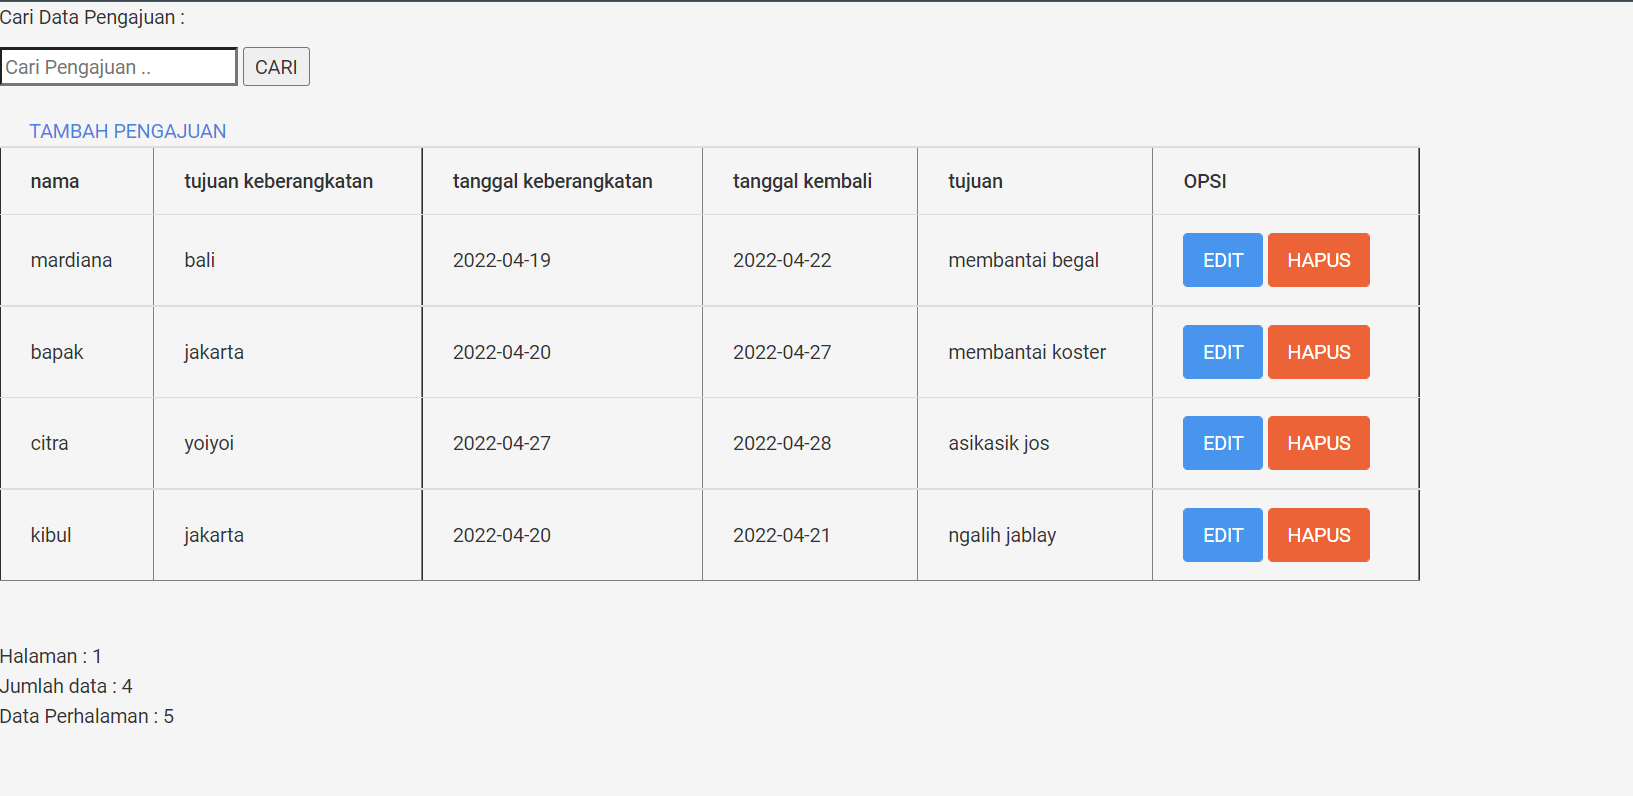 Cari Data Pengajuan :
Cari Pengajuan .. CARI
TAMBAH PENGAJUAN
nama tujuan keberangkatan tanggal keberangkatan tanggal kembali tujuan OPSI
mardiana bali 2022-04-19 2022-04-22 membantai begal EDIT HAPUS
bapak jakarta 2022-04-20 2022-04-27 membantai koster EDIT HAPUS
citra yoiyoi 2022-04-27 2022-04-28 asikasik jos EDIT HAPUS
kibul jakarta 2022-04-20 2022-04-21 ngalih jablay EDIT HAPUS
Halaman : 1
Jumlah data : 4
Data Perhalaman : 5